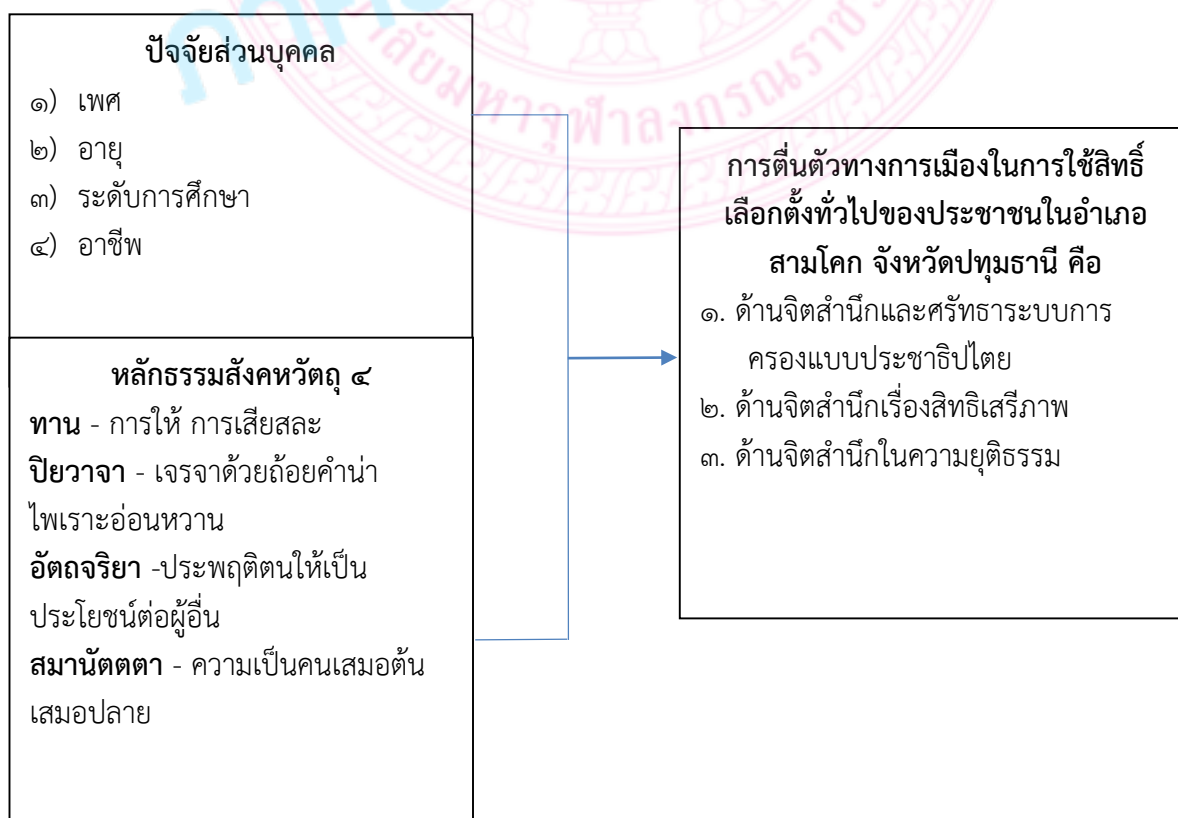 ปัจจัยส่วนบุคคล
๑) เพศ
๒) อายุ
๓) ระดับการศึกษา
๔) อาชีพ
หลักธรรมสังคหวัตถุ ๔
ทาน - การให้ การเสียสละ
ปิยวาจา - เจรจาด้วยถ้อยคำน่า
ไพเราะอ่อนหวาน
อัตถจริยา -ประพฤติตนให้เป็น
ประโยชน์ต่อผู้อื่น
สมานัตตตา - ความเป็นคนเสมอต้น
เสมอปลาย
การตื่นตัวทางการเมืองในการใช้สิทธิ์
เลือกตั้งทั่วไปของประชาชนในอำเภอ
สามโคก จังหวัดปทุมธานี คือ
๑. ด้านจิตสำนึกและศรัทธาระบบการ
ครองแบบประชาธิปไตย
๒. ด้านจิตสำนึกเรื่องสิทธิเสรีภาพ
๓. ด้านจิตสำนึกในความยุติธรรม